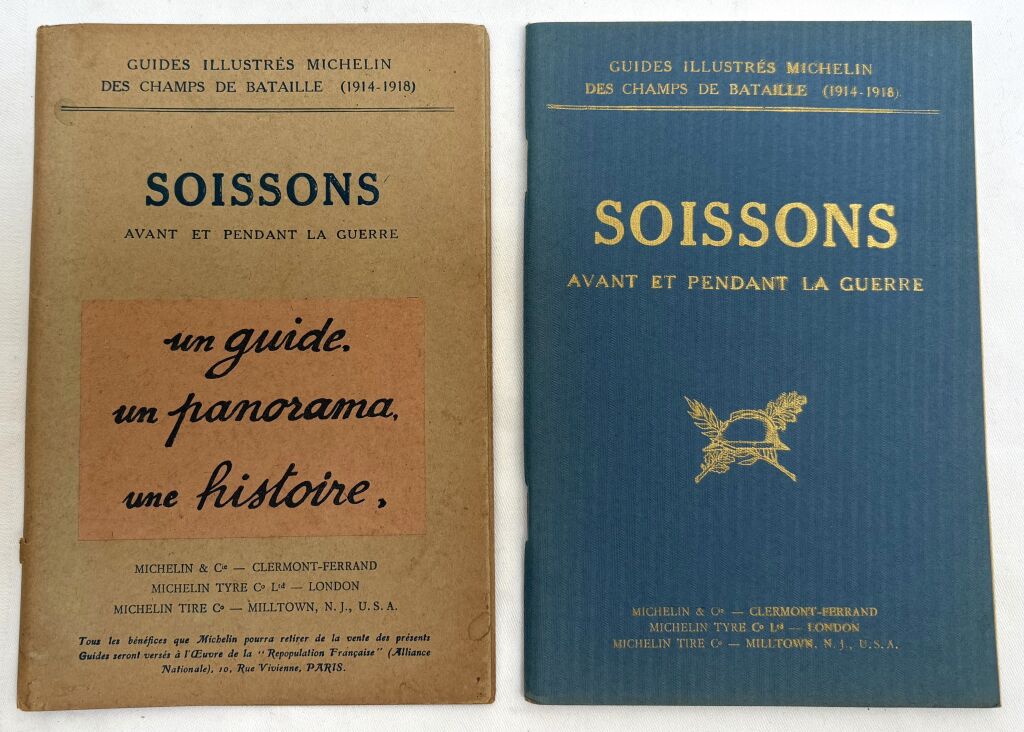 GUIDES ILLUSTRÉS MICHELIN
DES CHAMPS DE BATAILLE (1914-1918)
SOISSONS
AVANT ET PENDANT LA GUERRE
un guide.
un panorama,
une histoire,
MICHELIN & Cie — CLERMONT-FERRAND
MICHELIN TYRE Co Ltd — LONDON
MICHELIN TIRE Co — MILLTOWN, N. J., U. S. A.
Tous les bénéfices que Michelin pourra retirer de la vente des présents
Guides seront versés à l'Œuvre de la "Repopulation Française" (Alliance
Nationale), 10, Rue Vivienne, PARIS.
GUIDES ILLUSTRÉS MICHELIN
DES CHAMPS DE BATAILLE (1914-1918).
SOISSONS
AVANT ET PENDANT LA GUERRE
MICHELIN & Cie — CLERMONT-FERRAND
MICHELIN TYRE Co Ltd — LONDON
MICHELIN TIRE Co — MILLTOWN, N. J., U. S. A.